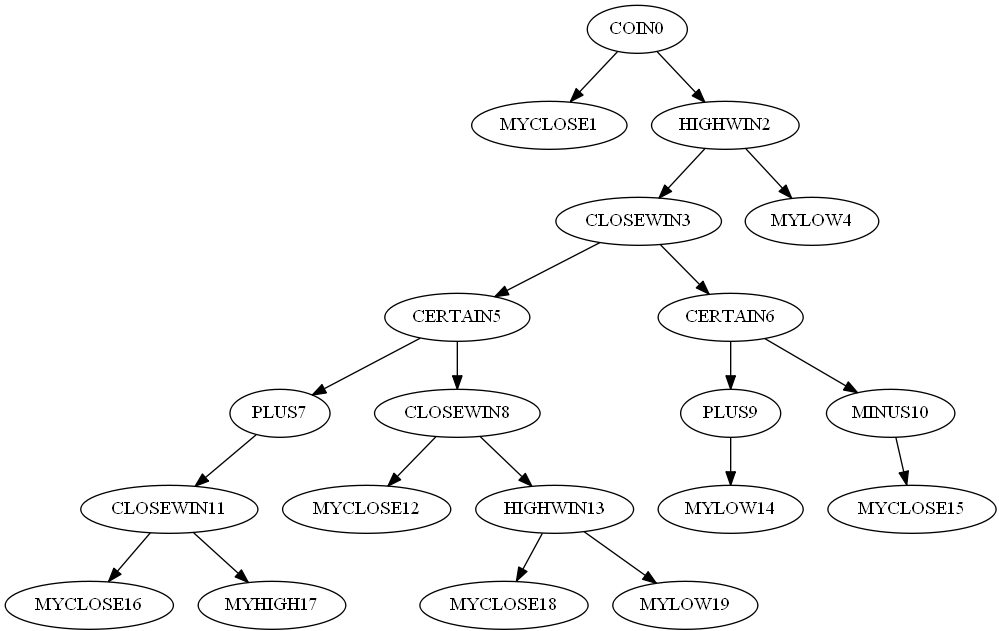 COIN0
MYCLOSE1
HIGHWIN2
CLOSEWIN3
MYLOW4
CERTAIN5
CERTAIN6
PLUS7
CLOSEWIN8
PLUS9
MINUS10
CLOSEWIN11
MYCLOSE12
HIGHWIN13
MYLOW14
MYCLOSE15
MYCLOSE16
MYHIGH17
MYCLOSE18
MYLOW19